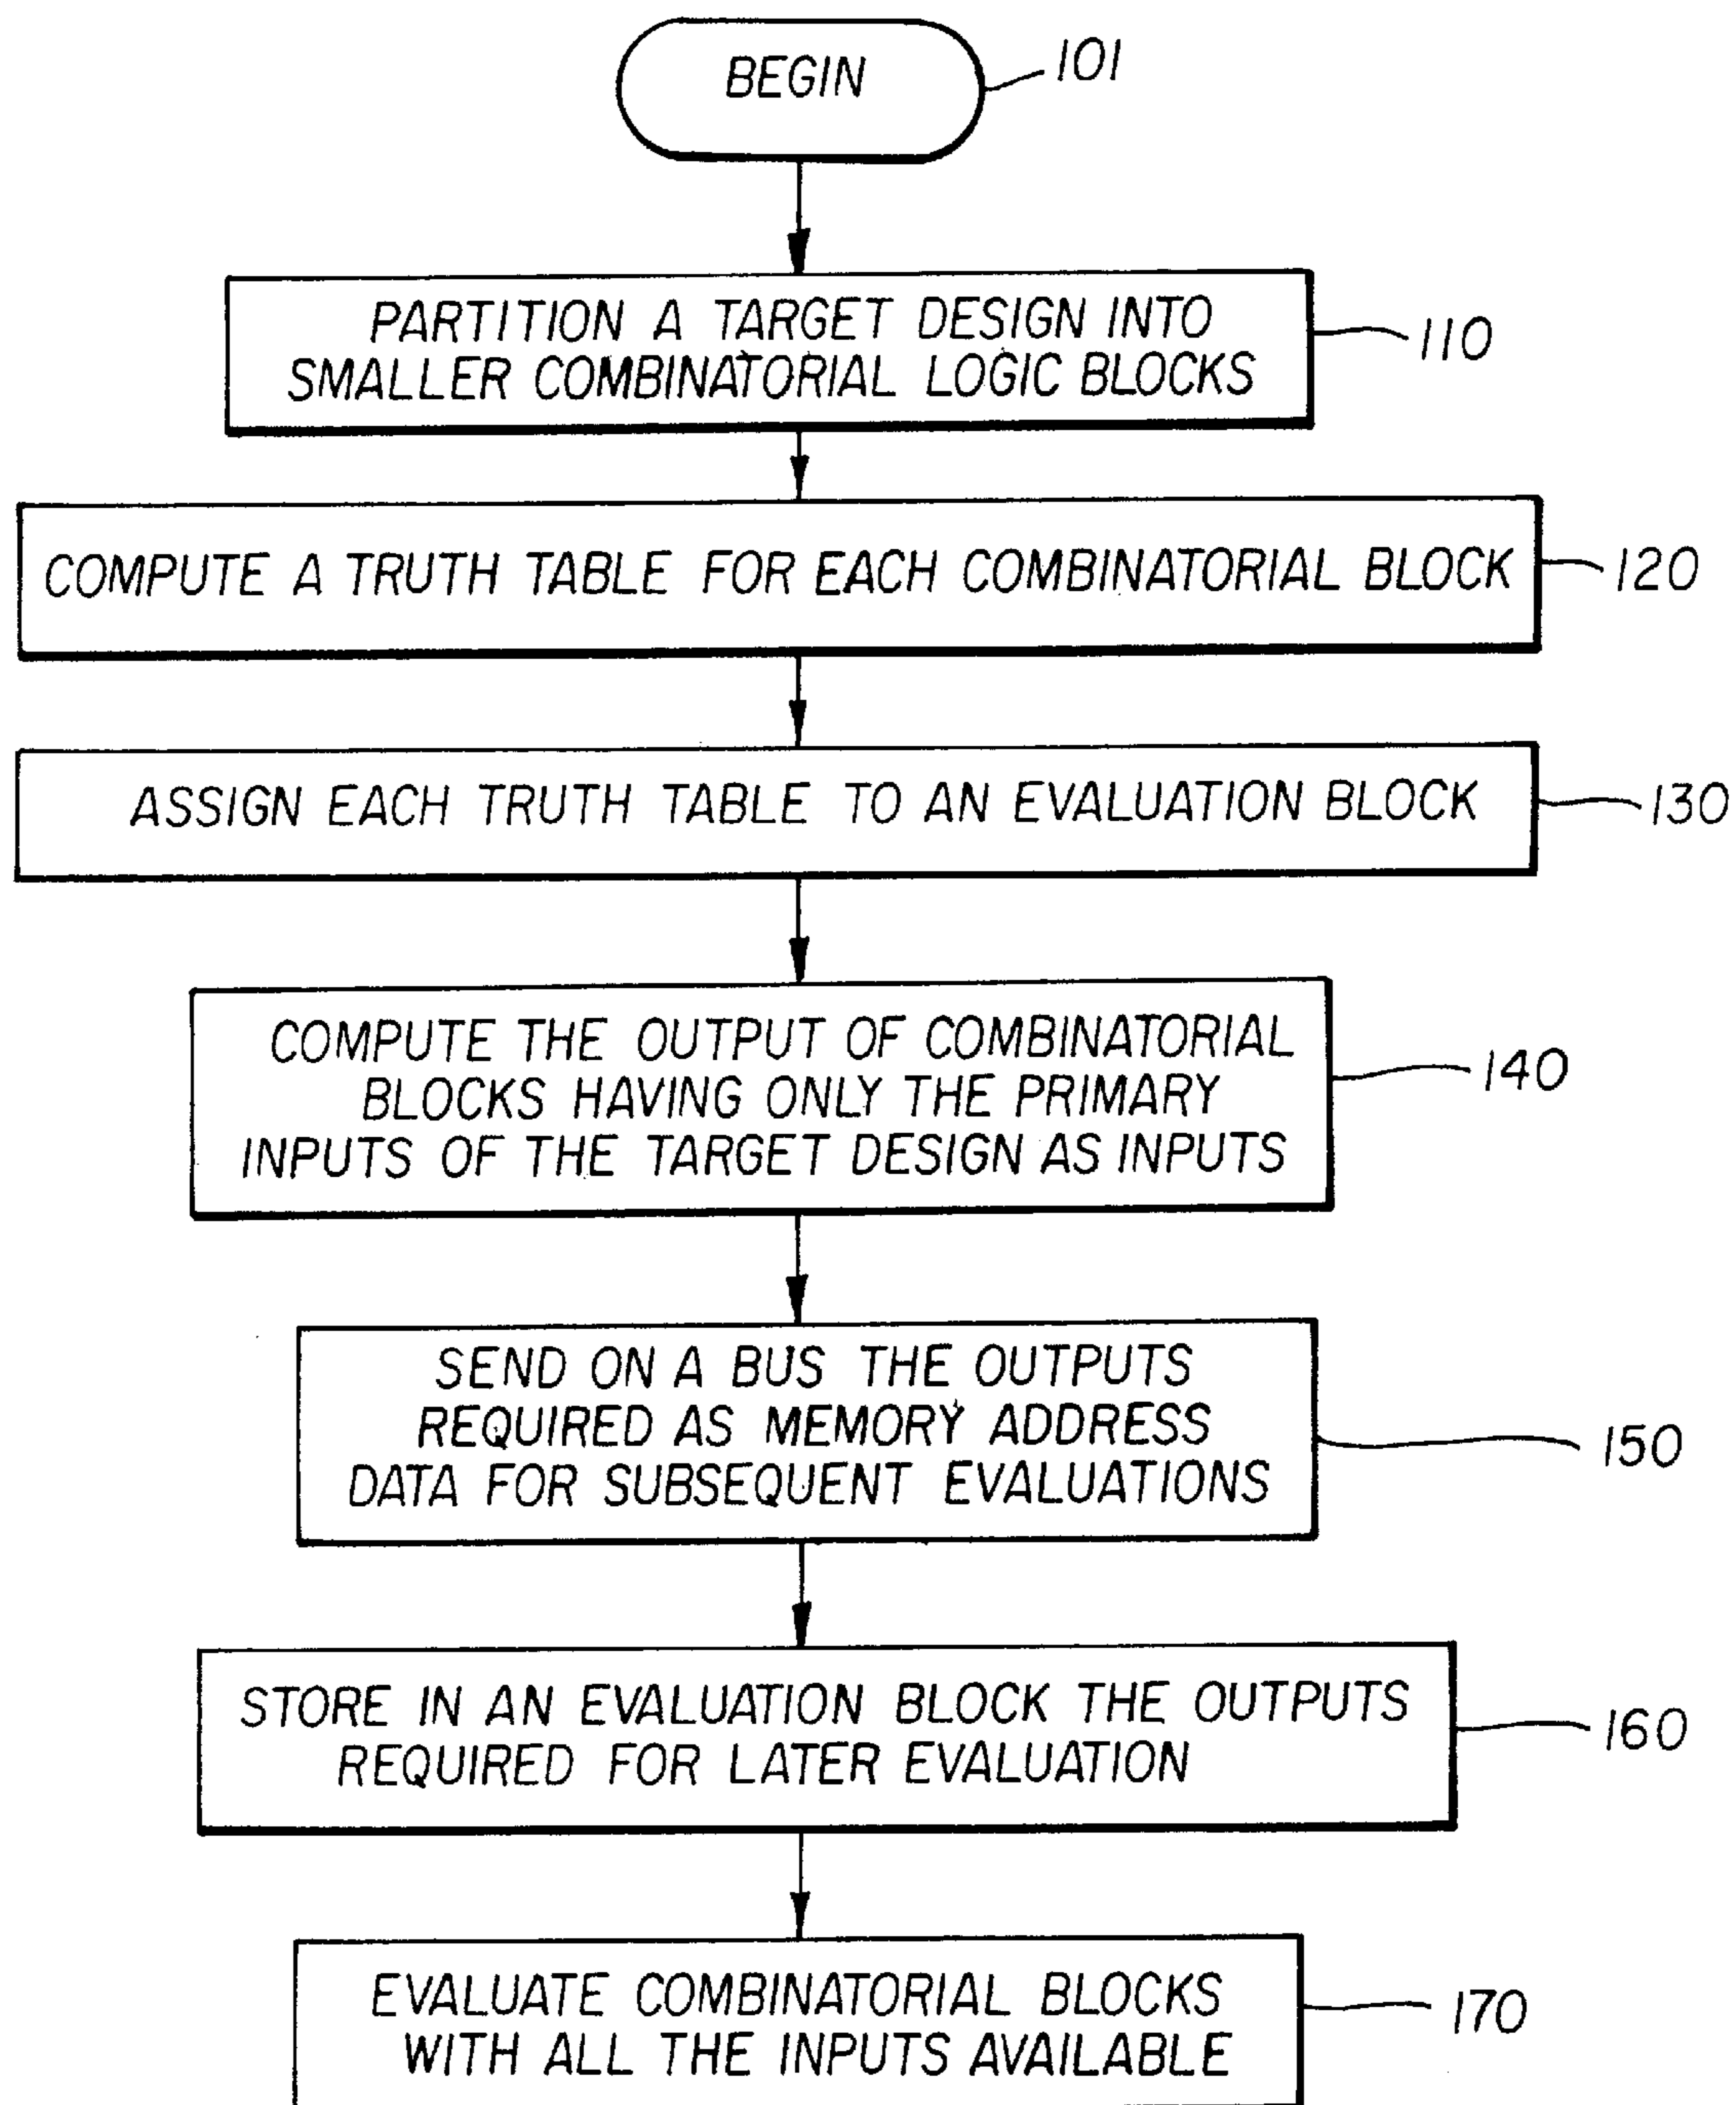 BEGIN
101
PARTITION A TARGET DESIGN INTO
SMALLER COMBINATORIAL LOGIC BLOCKS
110
COMPUTE A TRUTH TABLE FOR EACH COMBINATORIAL BLOCK
120
ASSIGN EACH TRUTH TABLE TO AN EVALUATION BLOCK
130
COMPUTE THE OUTPUT OF COMBINATORIAL
BLOCKS HAVING ONLY THE PRIMARY
INPUTS OF THE TARGET DESIGN AS INPUTS
140
SEND ON A BUS THE OUTPUTS
REQUIRED AS MEMORY ADDRESS
DATA FOR SUBSEQUENT EVALUATIONS
150
STORE IN AN EVALUATION BLOCK THE OUTPUTS
REQUIRED FOR LATER EVALUATION
160
EVALUATE COMBINATORIAL BLOCKS
WITH ALL THE INPUTS AVAILABLE
170